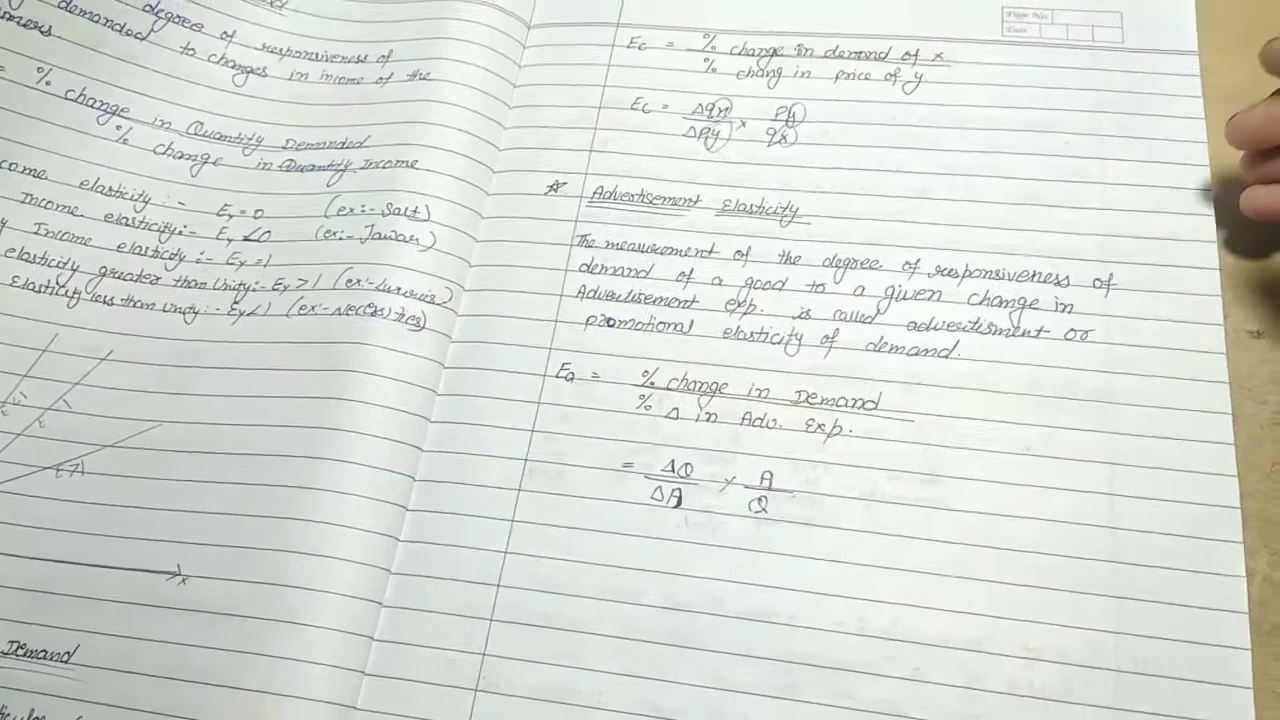 degree of responsiveness of
demanded to changes in income of the
% change in Quantity Demanded
% change in Quantity Income
come elasticity :- Ey=0 (ex:- Salt)
Income elasticity:- Ey<0 (ex:- Jawar)
Income elasticity :- Ey=1
elasticity greater than Unity:- Ey>1
elasticity less than Unity:- Ey<1
x
Demand
Page No.
Date
Ec = % change in demand of x
% chang in price of y
Ec = Δqx / ΔPy × Py / qx
☆ Advertisement Elasticity
The measurement of the degree of responsiveness of
demand of a good to a given change in
Advertisement exp. is called advertisment or
promotional elasticity of demand.
Ea = % change in Demand
% Δ in Adv. Exp.
= ΔQ / ΔA × A / Q